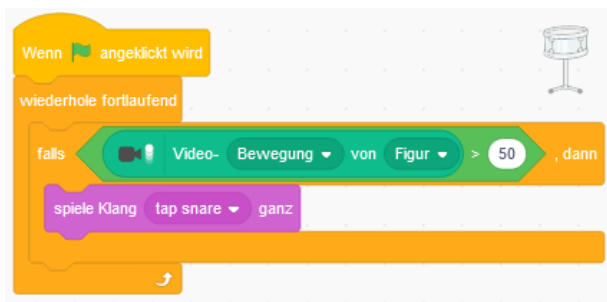 Wenn angeklickt wird
wiederhole fortlaufend
falls Video- Bewegung von Figur > 50 , dann
spiele Klang tap snare ganz